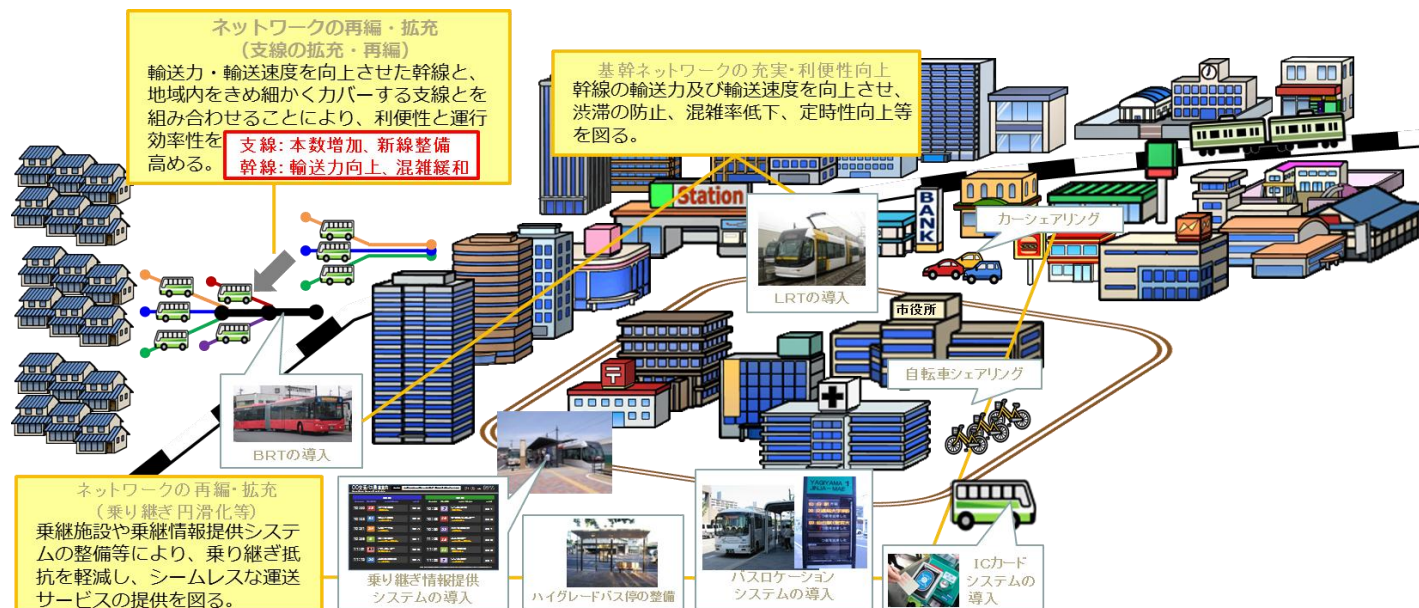 ネットワークの再編・拡充
(支線の拡充・再編)
輸送力・輸送速度を向上させた幹線と、
地域内をきめ細かくカバーする支線とを
組み合わせることにより、利便性と運行
効率性を
高める。
支線：本数増加、新線整備
幹線：輸送力向上、混雑緩和
基幹ネットワークの充実・利便性向上
幹線の輸送力及び輸送速度を向上させ、
渋滞の防止、混雑率低下、定時性向上等
を図る。
Station
BANK
カーシェアリング
LRTの導入
市役所
自転車シェアリング
BRTの導入
ネットワークの再編・拡充
(乗り継ぎ円滑化等)
乗継施設や乗継情報提供システ
ムの整備等により、乗り継ぎ抵
抗を軽減し、シームレスな運送
サービスの提供を図る。
乗り継ぎ情報提供
システムの導入
ハイグレードバス停の整備
YAGIYAMA 1
バスロケーション
システムの導入
ICカード
システムの
導入